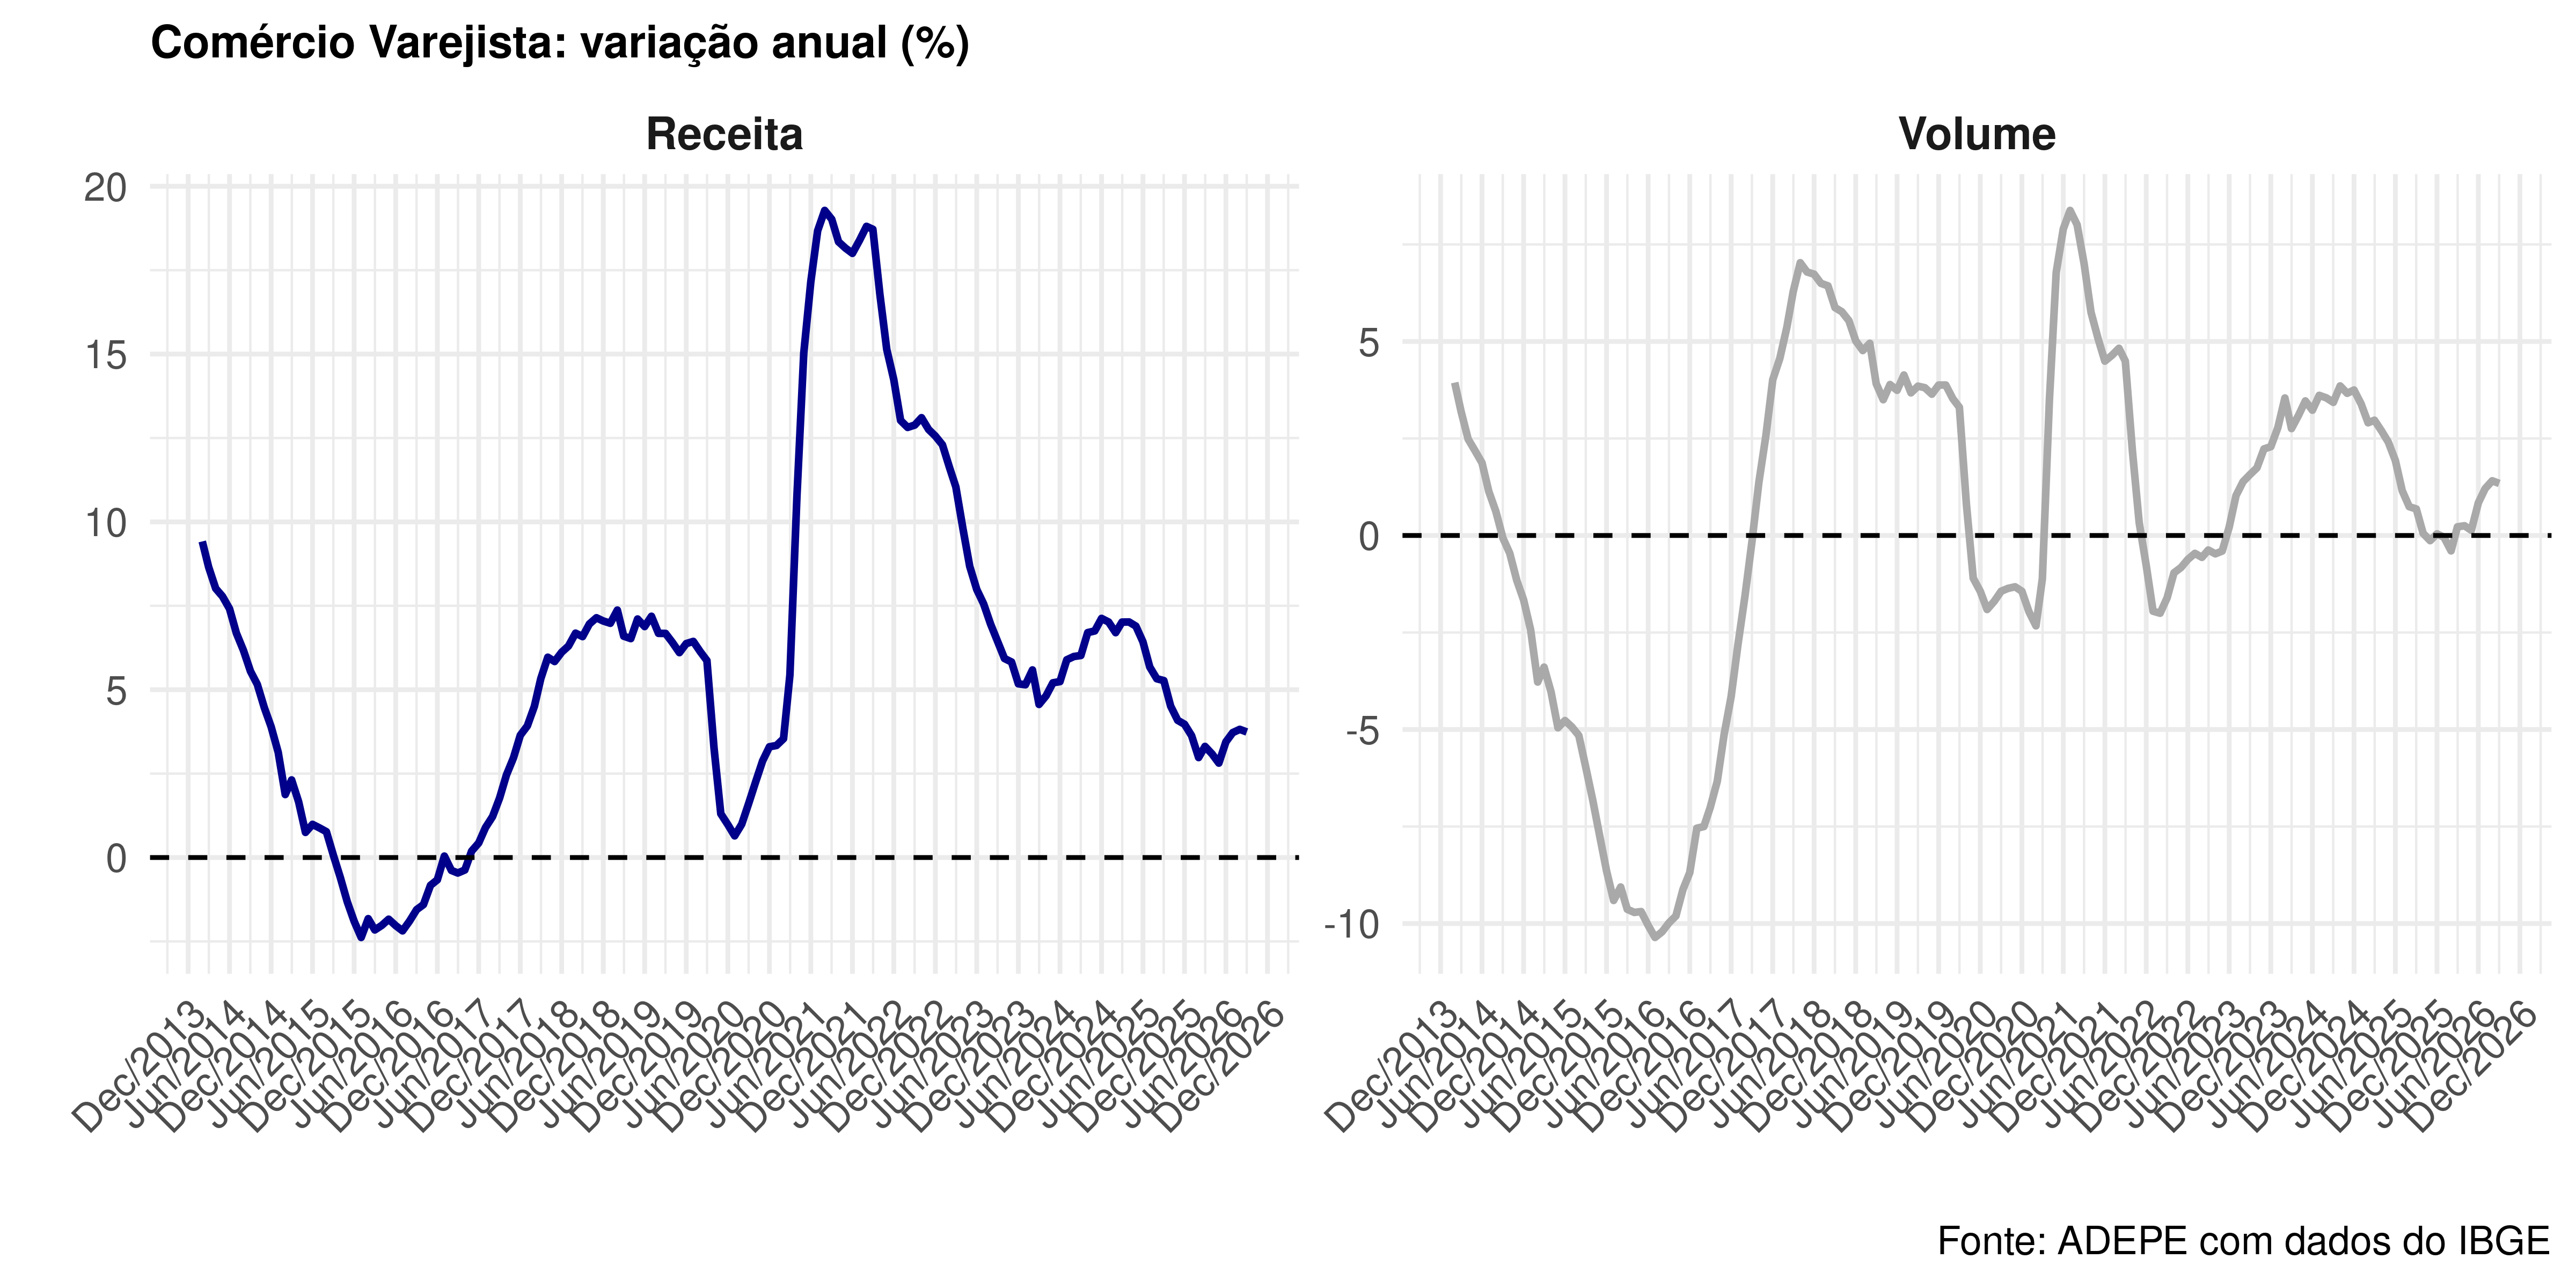 Comércio Varejista: variação anual (%)
Receita
20
15
10
5
0
Dec/2013
Jun/2014
Dec/2014
Jun/2015
Dec/2015
Jun/2016
Dec/2016
Jun/2017
Dec/2017
Jun/2018
Dec/2018
Jun/2019
Dec/2019
Jun/2020
Dec/2020
Jun/2021
Dec/2021
Jun/2022
Dec/2022
Jun/2023
Dec/2023
Jun/2024
Dec/2024
Jun/2025
Dec/2025
Jun/2026
Dec/2026
Volume
5
0
-5
-10
Dec/2013
Jun/2014
Dec/2014
Jun/2015
Dec/2015
Jun/2016
Dec/2016
Jun/2017
Dec/2017
Jun/2018
Dec/2018
Jun/2019
Dec/2019
Jun/2020
Dec/2020
Jun/2021
Dec/2021
Jun/2022
Dec/2022
Jun/2023
Dec/2023
Jun/2024
Dec/2024
Jun/2025
Dec/2025
Jun/2026
Dec/2026
Fonte: ADEPE com dados do IBGE